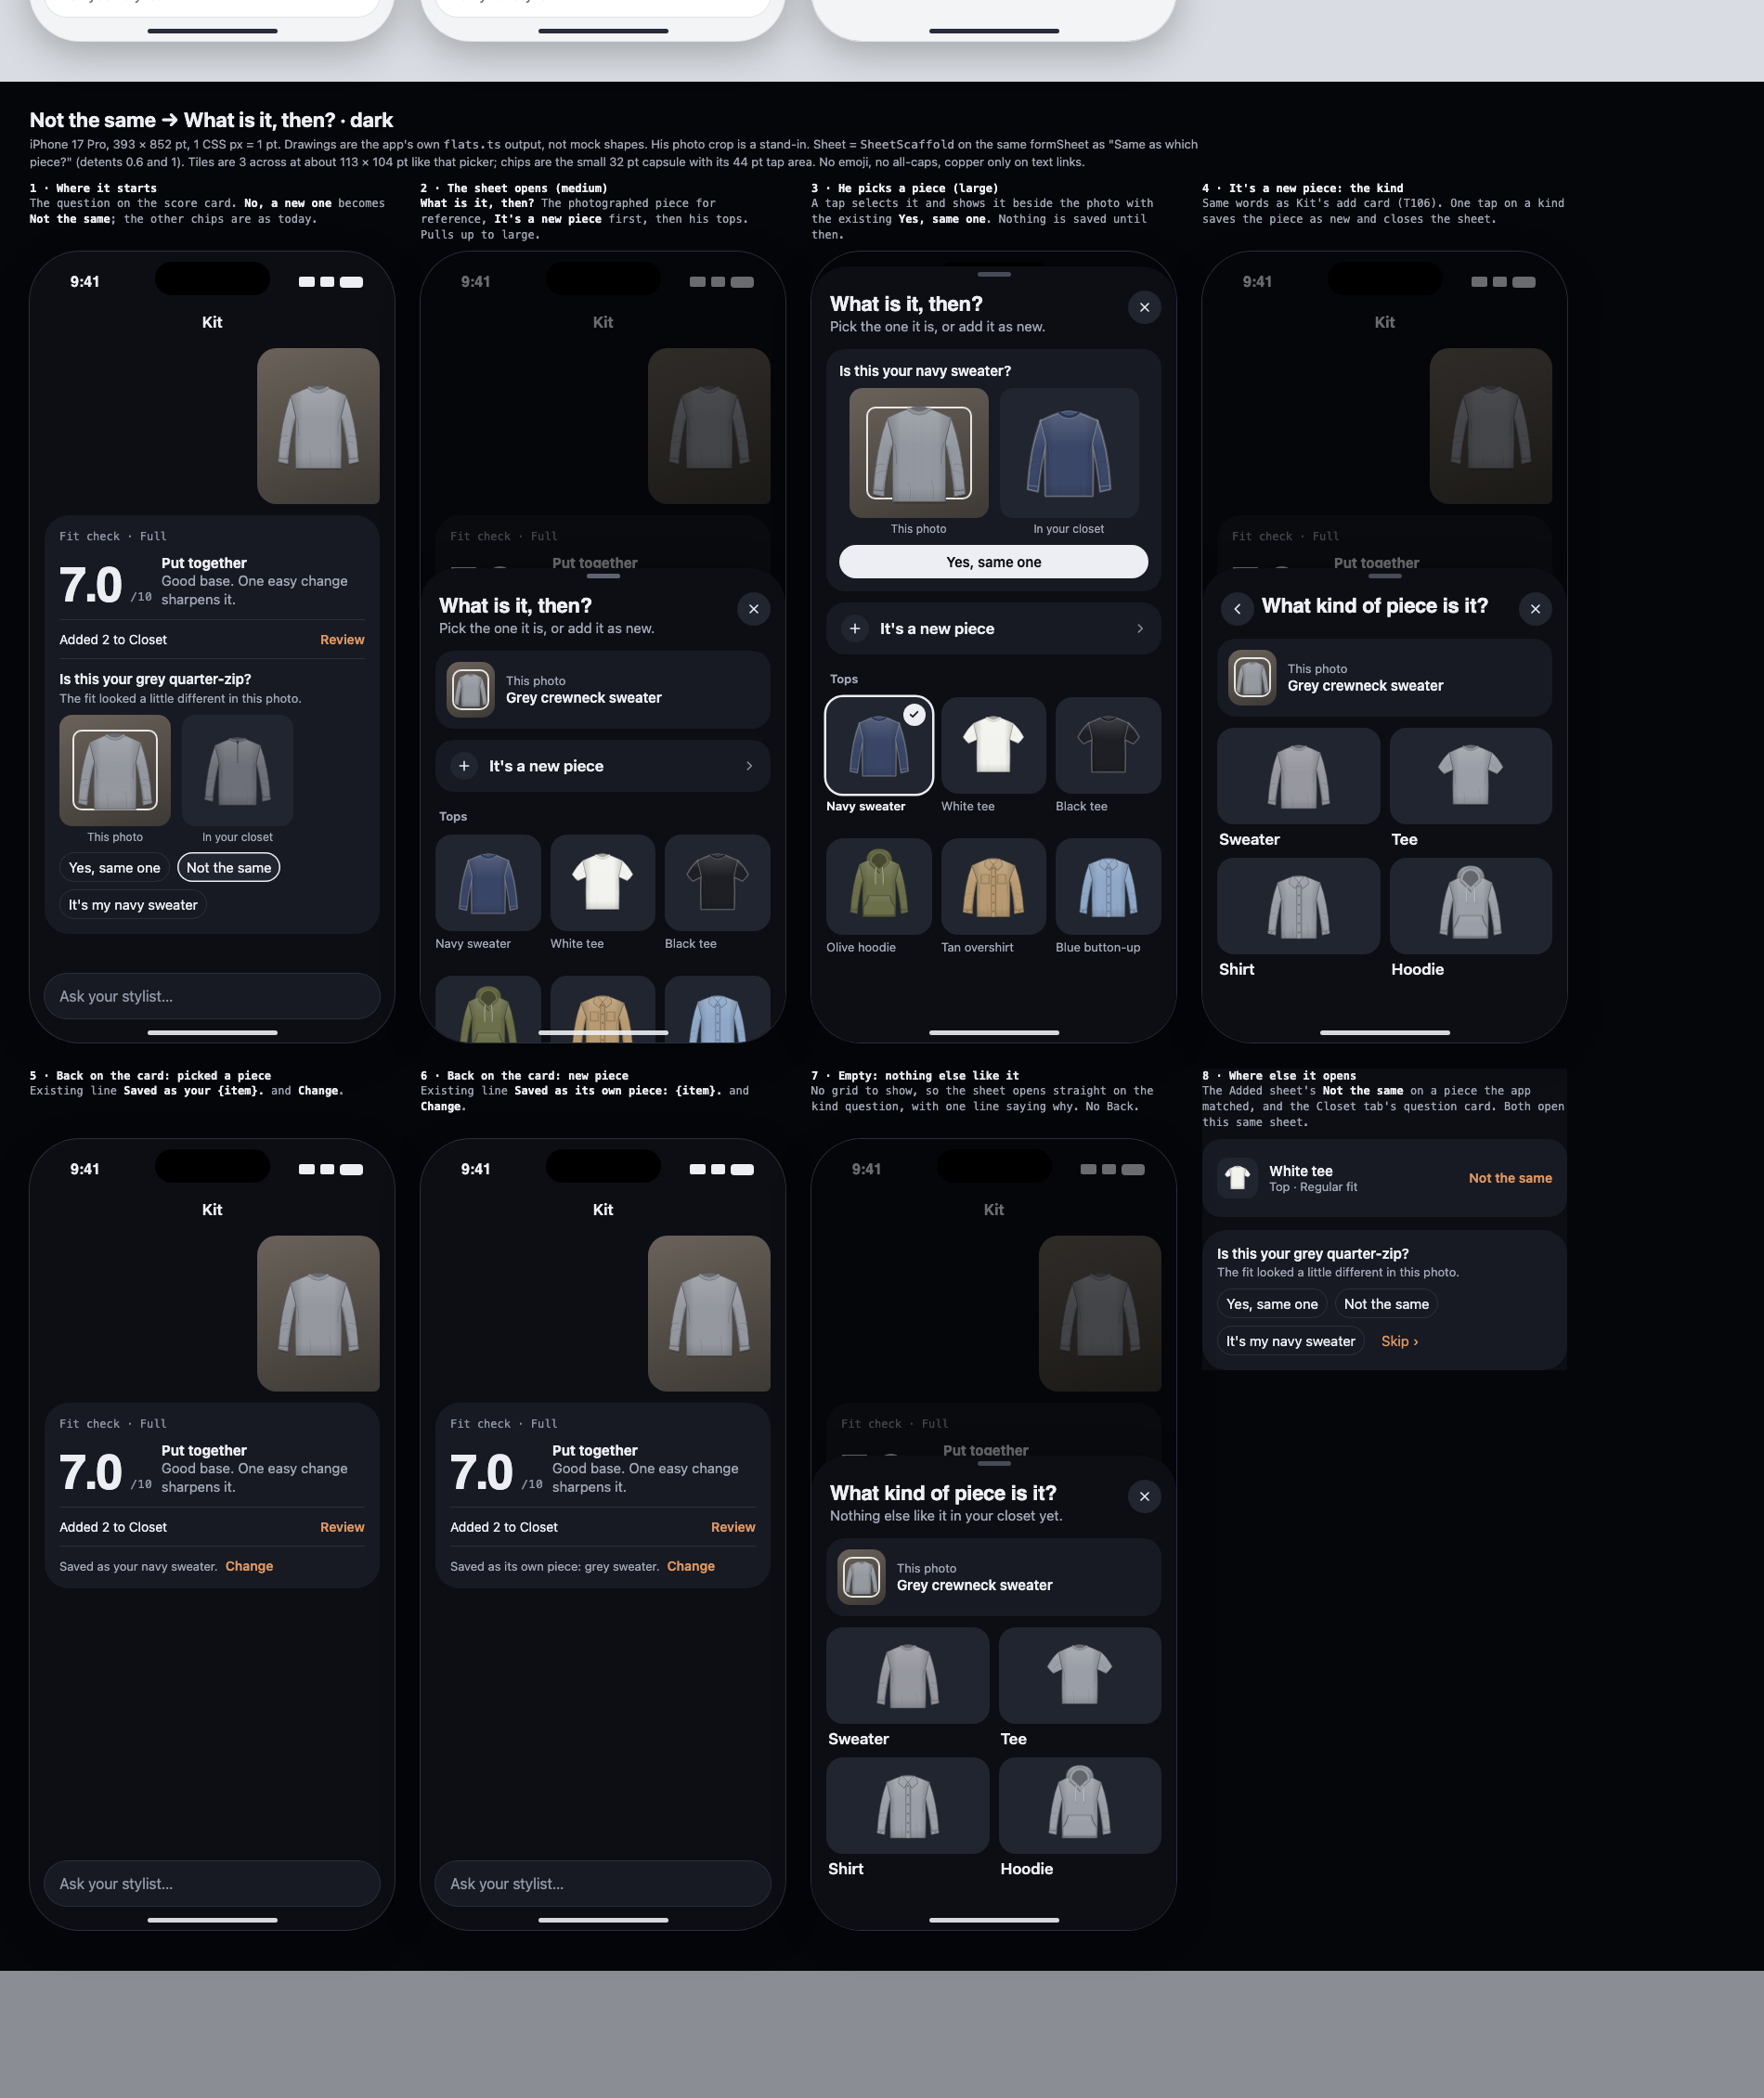 Not the same → What is it, then? · dark
iPhone 17 Pro, 393 × 852 pt, 1 CSS px = 1 pt. Drawings are the app's own flats.ts output, not mock shapes. His photo crop is a stand-in. Sheet = SheetScaffold on the same formSheet as "Same as which
piece?" (detents 0.6 and 1). Tiles are 3 across at about 113 × 104 pt like that picker; chips are the small 32 pt capsule with its 44 pt tap area. No emoji, no all-caps, copper only on text links.
1 · Where it starts
The question on the score card. No, a new one becomes
Not the same; the other chips are as today.
9:41
Kit
Fit check · Full
7.0 /10
Put together
Good base. One easy change
sharpens it.
Added 2 to Closet
Review
Is this your grey quarter-zip?
The fit looked a little different in this photo.
This photo
In your closet
Yes, same one
Not the same
It's my navy sweater
Ask your stylist...
2 · The sheet opens (medium)
What is it, then? The photographed piece for
reference, It's a new piece first, then his tops.
Pulls up to large.
9:41
Kit
Fit check · Full
Put together
What is it, then?
Pick the one it is, or add it as new.
This photo
Grey crewneck sweater
It's a new piece
Tops
Navy sweater
White tee
Black tee
3 · He picks a piece (large)
A tap selects it and shows it beside the photo with
the existing Yes, same one. Nothing is saved until
then.
What is it, then?
Pick the one it is, or add it as new.
Is this your navy sweater?
This photo
In your closet
Yes, same one
It's a new piece
Tops
Navy sweater
White tee
Black tee
Olive hoodie
Tan overshirt
Blue button-up
4 · It's a new piece: the kind
Same words as Kit's add card (T106). One tap on a kind
saves the piece as new and closes the sheet.
9:41
Kit
Fit check · Full
Put together
What kind of piece is it?
This photo
Grey crewneck sweater
Sweater
Tee
Shirt
Hoodie
5 · Back on the card: picked a piece
Existing line Saved as your {item}. and Change.
9:41
Kit
Fit check · Full
7.0 /10
Put together
Good base. One easy change
sharpens it.
Added 2 to Closet
Review
Saved as your navy sweater. Change
Ask your stylist...
6 · Back on the card: new piece
Existing line Saved as its own piece: {item}. and
Change.
9:41
Kit
Fit check · Full
7.0 /10
Put together
Good base. One easy change
sharpens it.
Added 2 to Closet
Review
Saved as its own piece: grey sweater. Change
Ask your stylist...
7 · Empty: nothing else like it
No grid to show, so the sheet opens straight on the
kind question, with one line saying why. No Back.
9:41
Kit
Fit check · Full
Put together
What kind of piece is it?
Nothing else like it in your closet yet.
This photo
Grey crewneck sweater
Sweater
Tee
Shirt
Hoodie
8 · Where else it opens
The Added sheet's Not the same on a piece the app
matched, and the Closet tab's question card. Both open
this same sheet.
White tee
Top · Regular fit
Not the same
Is this your grey quarter-zip?
The fit looked a little different in this photo.
Yes, same one
Not the same
It's my navy sweater
Skip ›